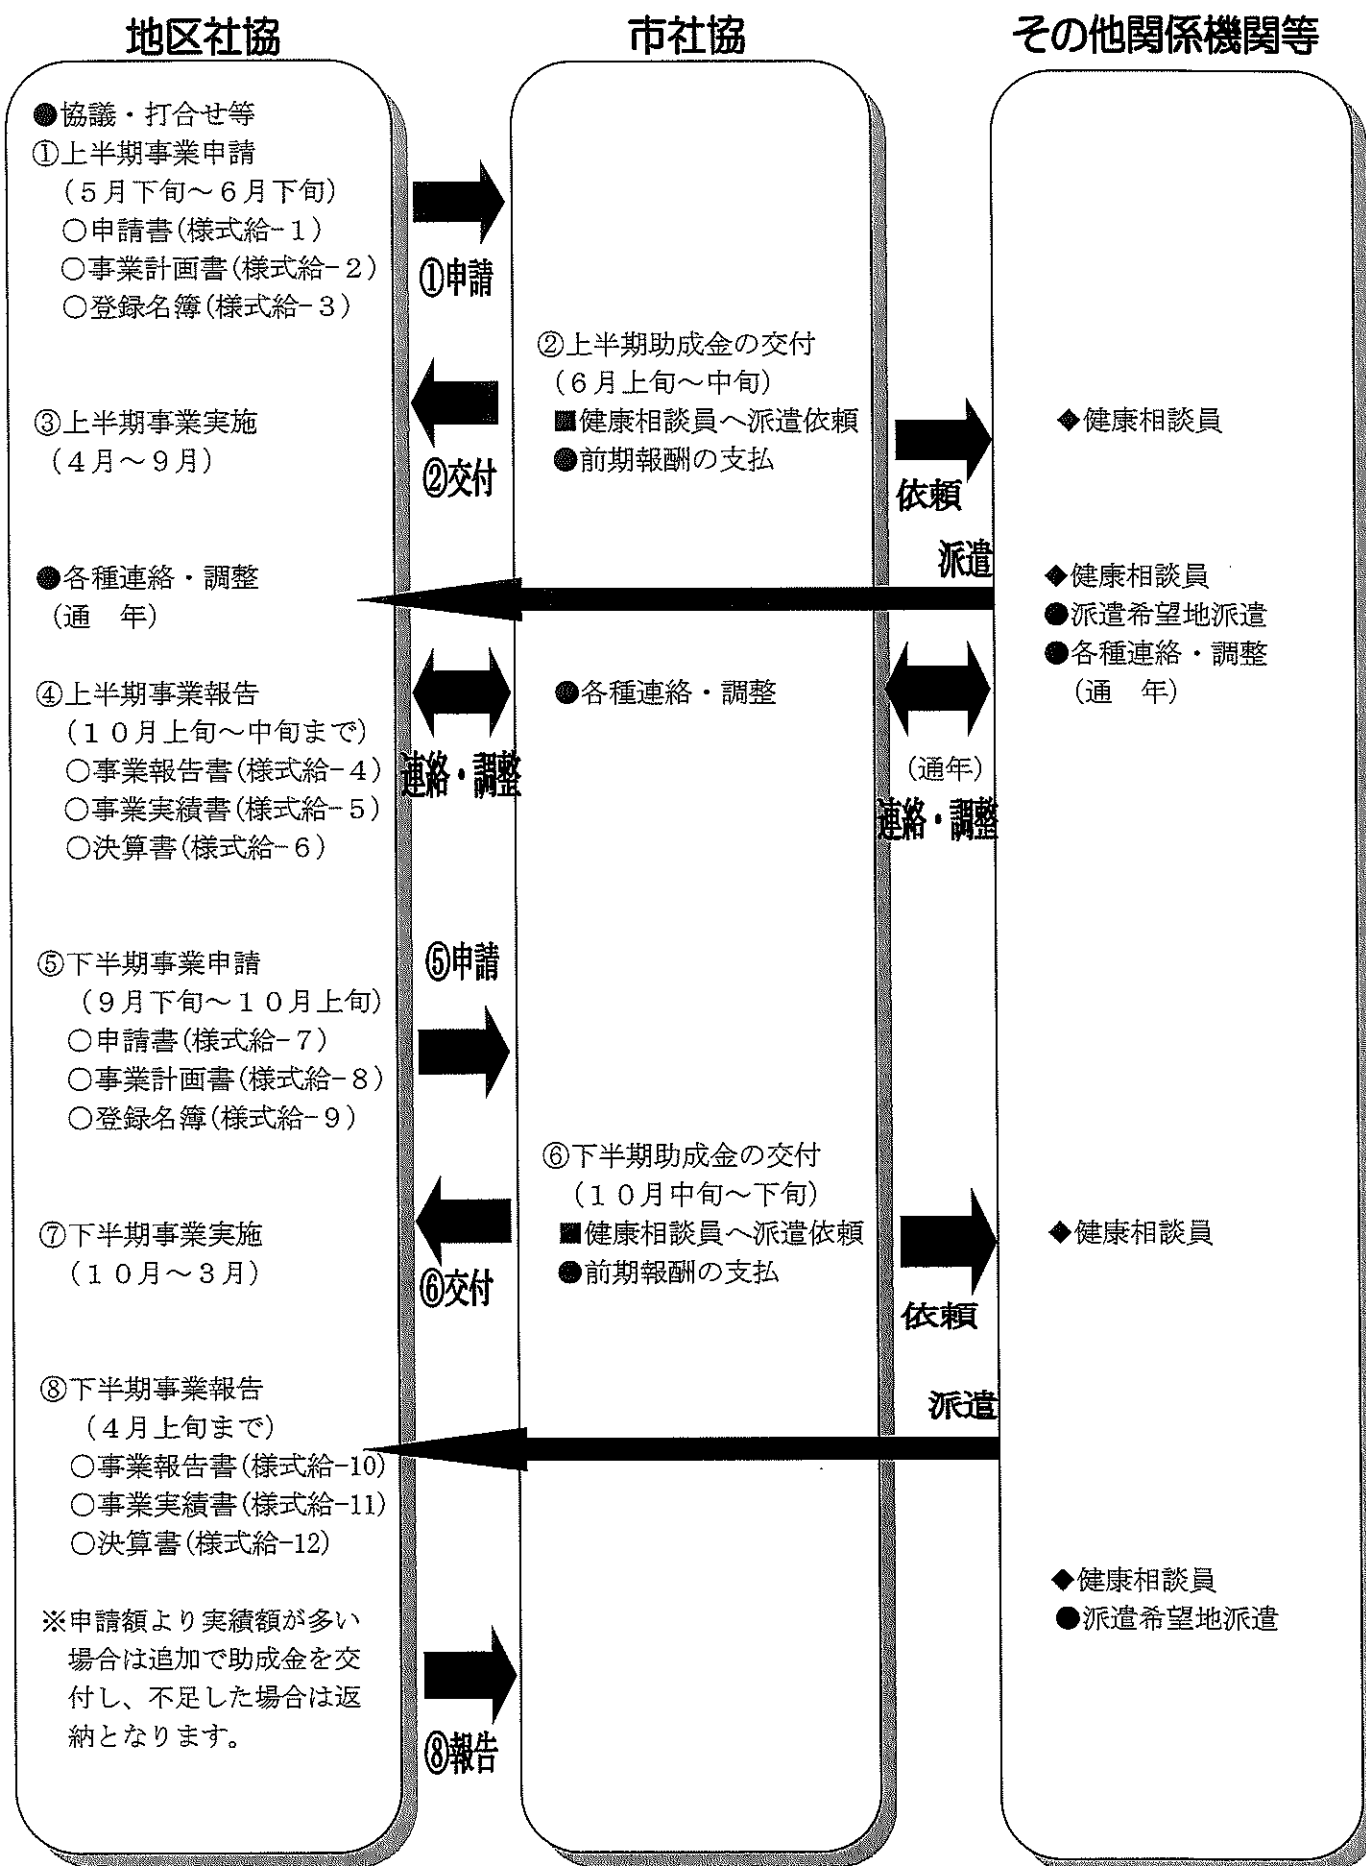 地区社協
●協議・打合せ等
①上半期事業申請
(5月下旬~6月下旬)
○申請書(様式給-1)
○事業計画書(様式給-2)
○登録名簿(様式給-3)
③上半期事業実施
(4月~9月)
●各種連絡・調整
(通 年)
④上半期事業報告
(10月上旬~中旬まで)
○事業報告書(様式給-4)
○事業実績書(様式給-5)
○決算書(様式給-6)
⑤下半期事業申請
(9月下旬~10月上旬)
○申請書(様式給-7)
○事業計画書(様式給-8)
○登録名簿(様式給-9)
⑦下半期事業実施
(10月~3月)
⑧下半期事業報告
(4月上旬まで)
○事業報告書(様式給-10)
○事業実績書(様式給-11)
○決算書(様式給-12)
※申請額より実績額が多い
場合は追加で助成金を交
付し、不足した場合は返
納となります。
①申請
②交付
連絡・調整
⑤申請
⑥交付
⑧報告
市社協
②上半期助成金の交付
(6月上旬~中旬)
■健康相談員へ派遣依頼
●前期報酬の支払
●各種連絡・調整
⑥下半期助成金の交付
(10月中旬~下旬)
■健康相談員へ派遣依頼
●前期報酬の支払
依頼
派遣
(通年)
連絡・調整
依頼
派遣
その他関係機関等
◆健康相談員
◆健康相談員
●派遣希望地派遣
●各種連絡・調整
(通 年)
◆健康相談員
◆健康相談員
●派遣希望地派遣